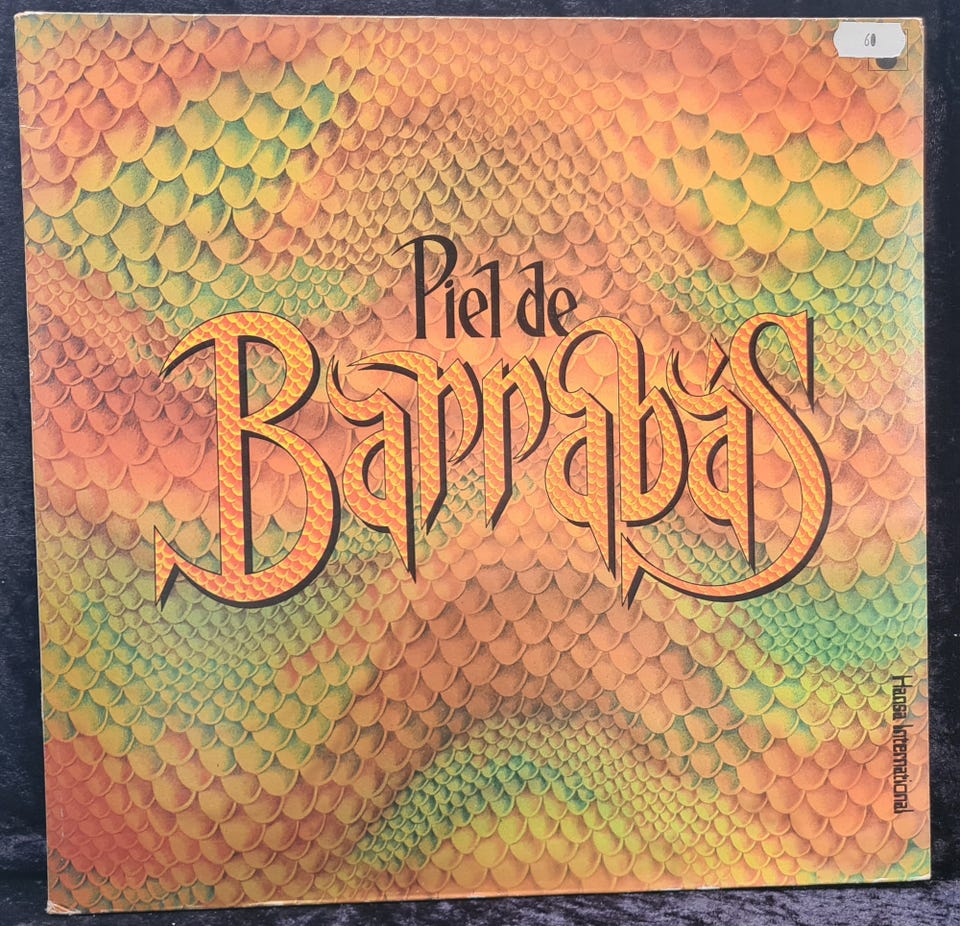 60
Piel de
Barrabás
Hansa International